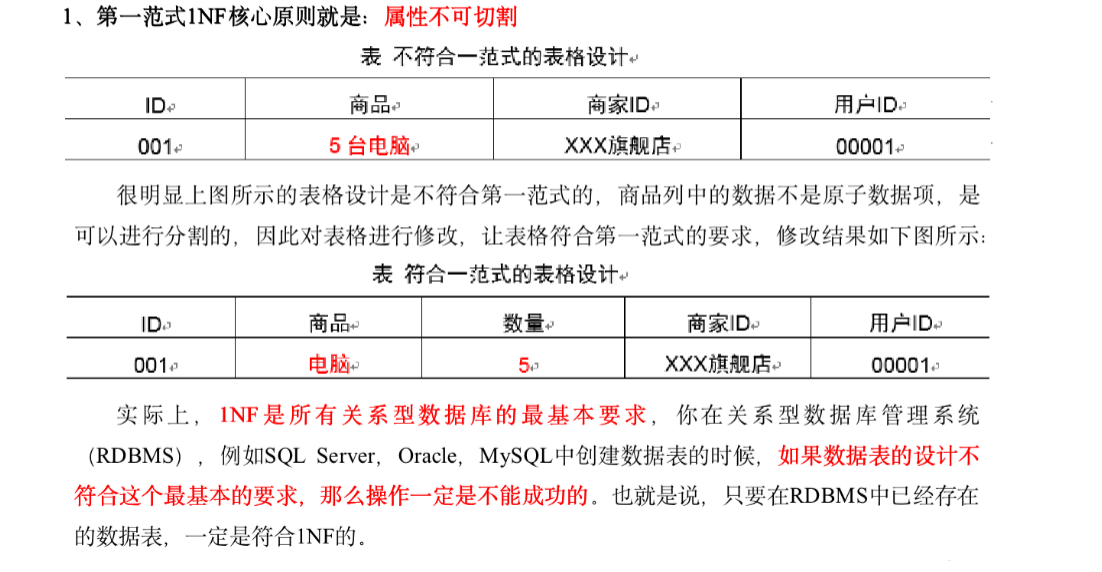 1、第一范式1NF核心原则就是：属性不可切割
表 不符合一范式的表格设计
ID 商品 商家ID 用户ID
001 5 台电脑 XXX旗舰店 00001
很明显上图所示的表格设计是不符合第一范式的，商品列中的数据不是原子数据项，是
可以进行分割的，因此对表格进行修改，让表格符合第一范式的要求，修改结果如下图所示：
表 符合一范式的表格设计
ID 商品 数量 商家ID 用户ID
001 电脑 5 XXX旗舰店 00001
实际上，1NF是所有关系型数据库的最基本要求，你在关系型数据库管理系统
（RDBMS），例如SQL Server，Oracle，MySQL中创建数据表的时候，如果数据表的设计不
符合这个最基本的要求，那么操作一定是不能成功的。也就是说，只要在RDBMS中已经存在
的数据表，一定是符合1NF的。